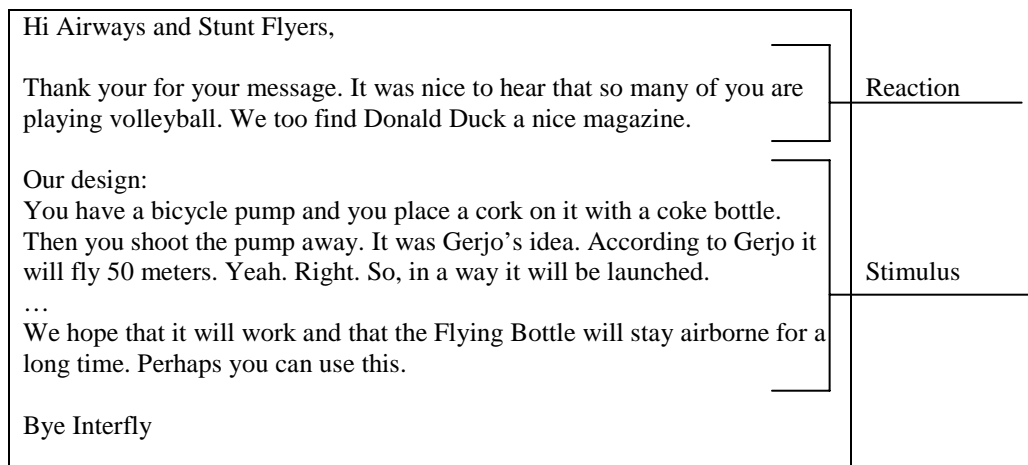 Hi Airways and Stunt Flyers,
Thank your for your message. It was nice to hear that so many of you are
playing volleyball. We too find Donald Duck a nice magazine.
Reaction
Our design:
You have a bicycle pump and you place a cork on it with a coke bottle.
Then you shoot the pump away. It was Gerjo’s idea. According to Gerjo it
will fly 50 meters. Yeah. Right. So, in a way it will be launched.
Stimulus
…
We hope that it will work and that the Flying Bottle will stay airborne for a
long time. Perhaps you can use this.
Bye Interfly